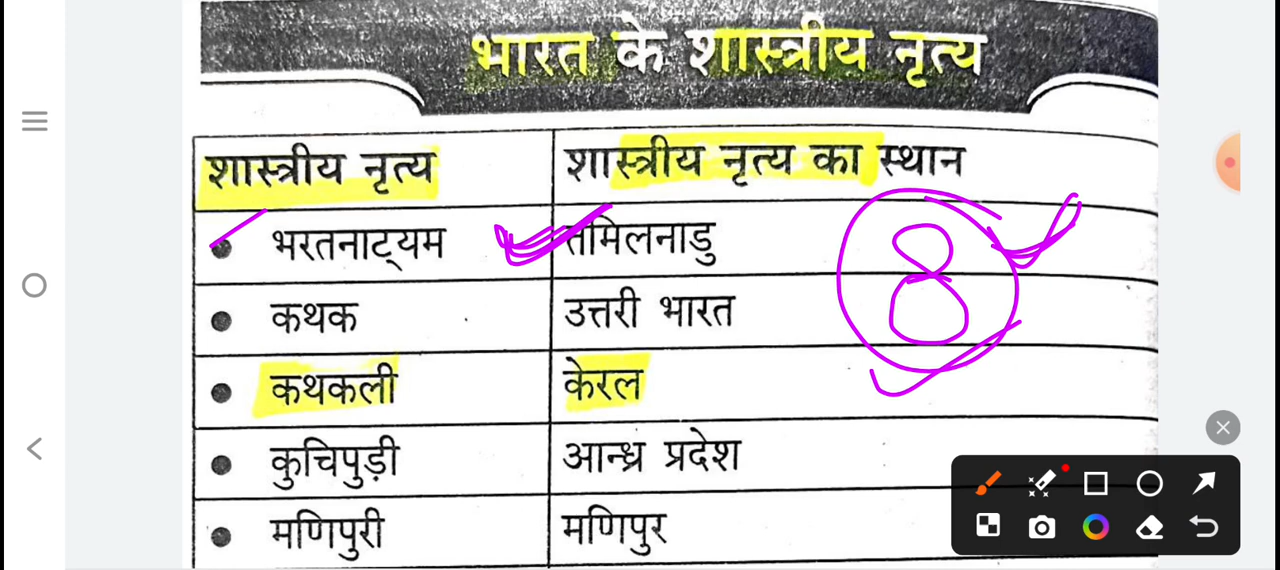 भारत के शास्त्रीय नृत्य
शास्त्रीय नृत्य शास्त्रीय नृत्य का स्थान
• भरतनाट्यम तमिलनाडु
• कथक उत्तरी भारत
• कथकली केरल
• कुचिपुड़ी आन्ध्र प्रदेश
• मणिपुरी मणिपुर
8